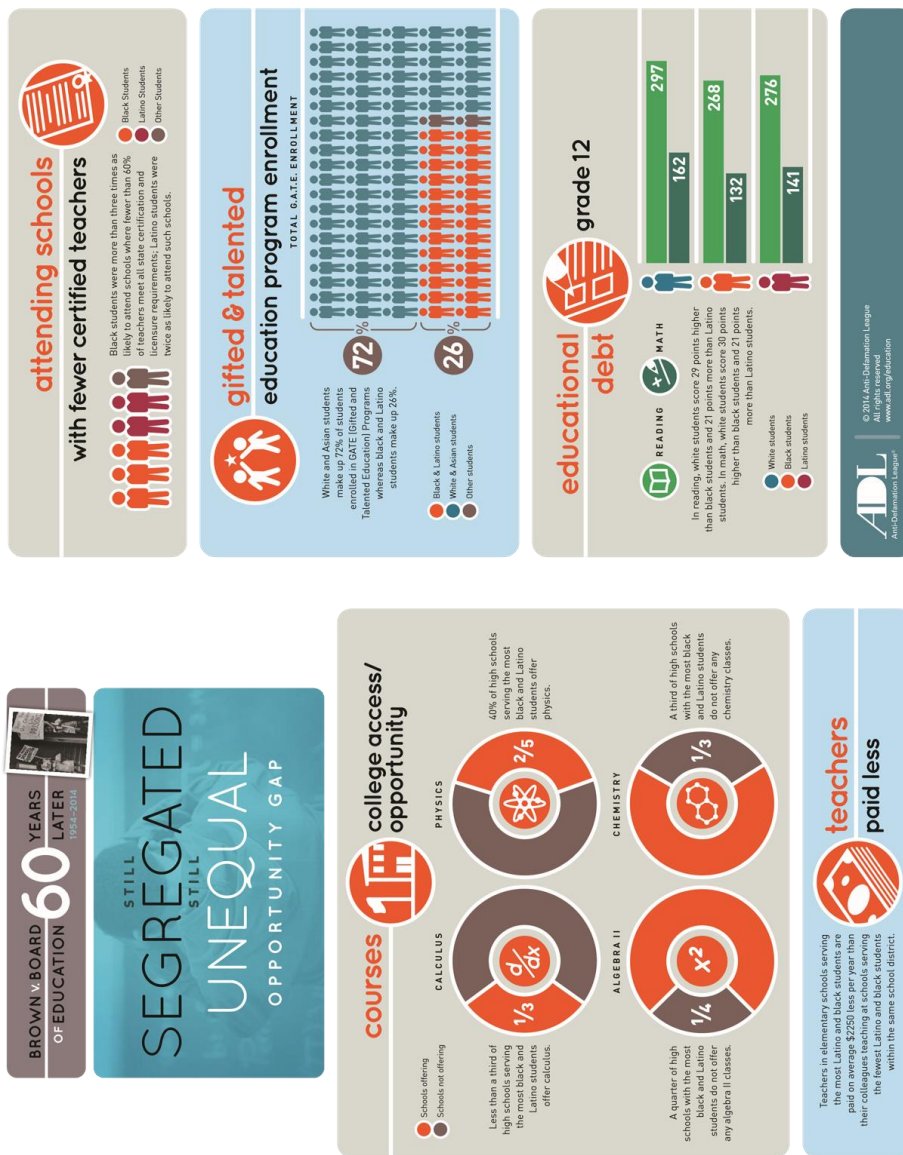 BROWN V. BOARD
OF EDUCATION
60
YEARS
LATER
1954-2014
STILL
SEGREGATED
STILL
UNEQUAL
OPPORTUNITY GAP
courses
college access/
opportunity
Schools offering
Schools not offering
CALCULUS
1/3
d/dx
Less than a third of
high schools serving
the most black and
Latino students
offer calculus.
PHYSICS
2/5
40% of high schools
serving the most
black and Latino
students offer
physics.
ALGEBRA II
1/4
x²
A quarter of high
schools with the most
black and Latino
students do not offer
any algebra II classes.
CHEMISTRY
1/3
A third of high schools
with the most black
and Latino students
do not offer any
chemistry classes.
teachers
paid less
Teachers in elementary schools serving
the most Latino and black students are
paid on average $2250 less per year than
their colleagues teaching at schools serving
the fewest Latino and black students
within the same school district.
attending schools
with fewer certified teachers
Black students were more than three times as
likely to attend schools where fewer than 60%
of teachers meet all state certification and
licensure requirements; Latino students were
twice as likely to attend such schools.
Black Students
Latino Students
Other Students
gifted & talented
education program enrollment
TOTAL G.A.T.E. ENROLLMENT
White and Asian students
make up 72% of students
enrolled in GATE (Gifted and
Talented Education) Programs
whereas black and Latino
students make up 26%.
72%
26%
Black & Latino students
White & Asian students
Other students
educational
debt
grade 12
READING
MATH
In reading, white students score 29 points higher
than black students and 21 points more than Latino
students. In math, white students score 30 points
higher than black students and 21 points
more than Latino students.
White students
Black students
Latino students
297
162
268
132
276
141
ADL
Anti-Defamation League®
© 2014 Anti-Defamation League
All rights reserved
www.adl.org/education